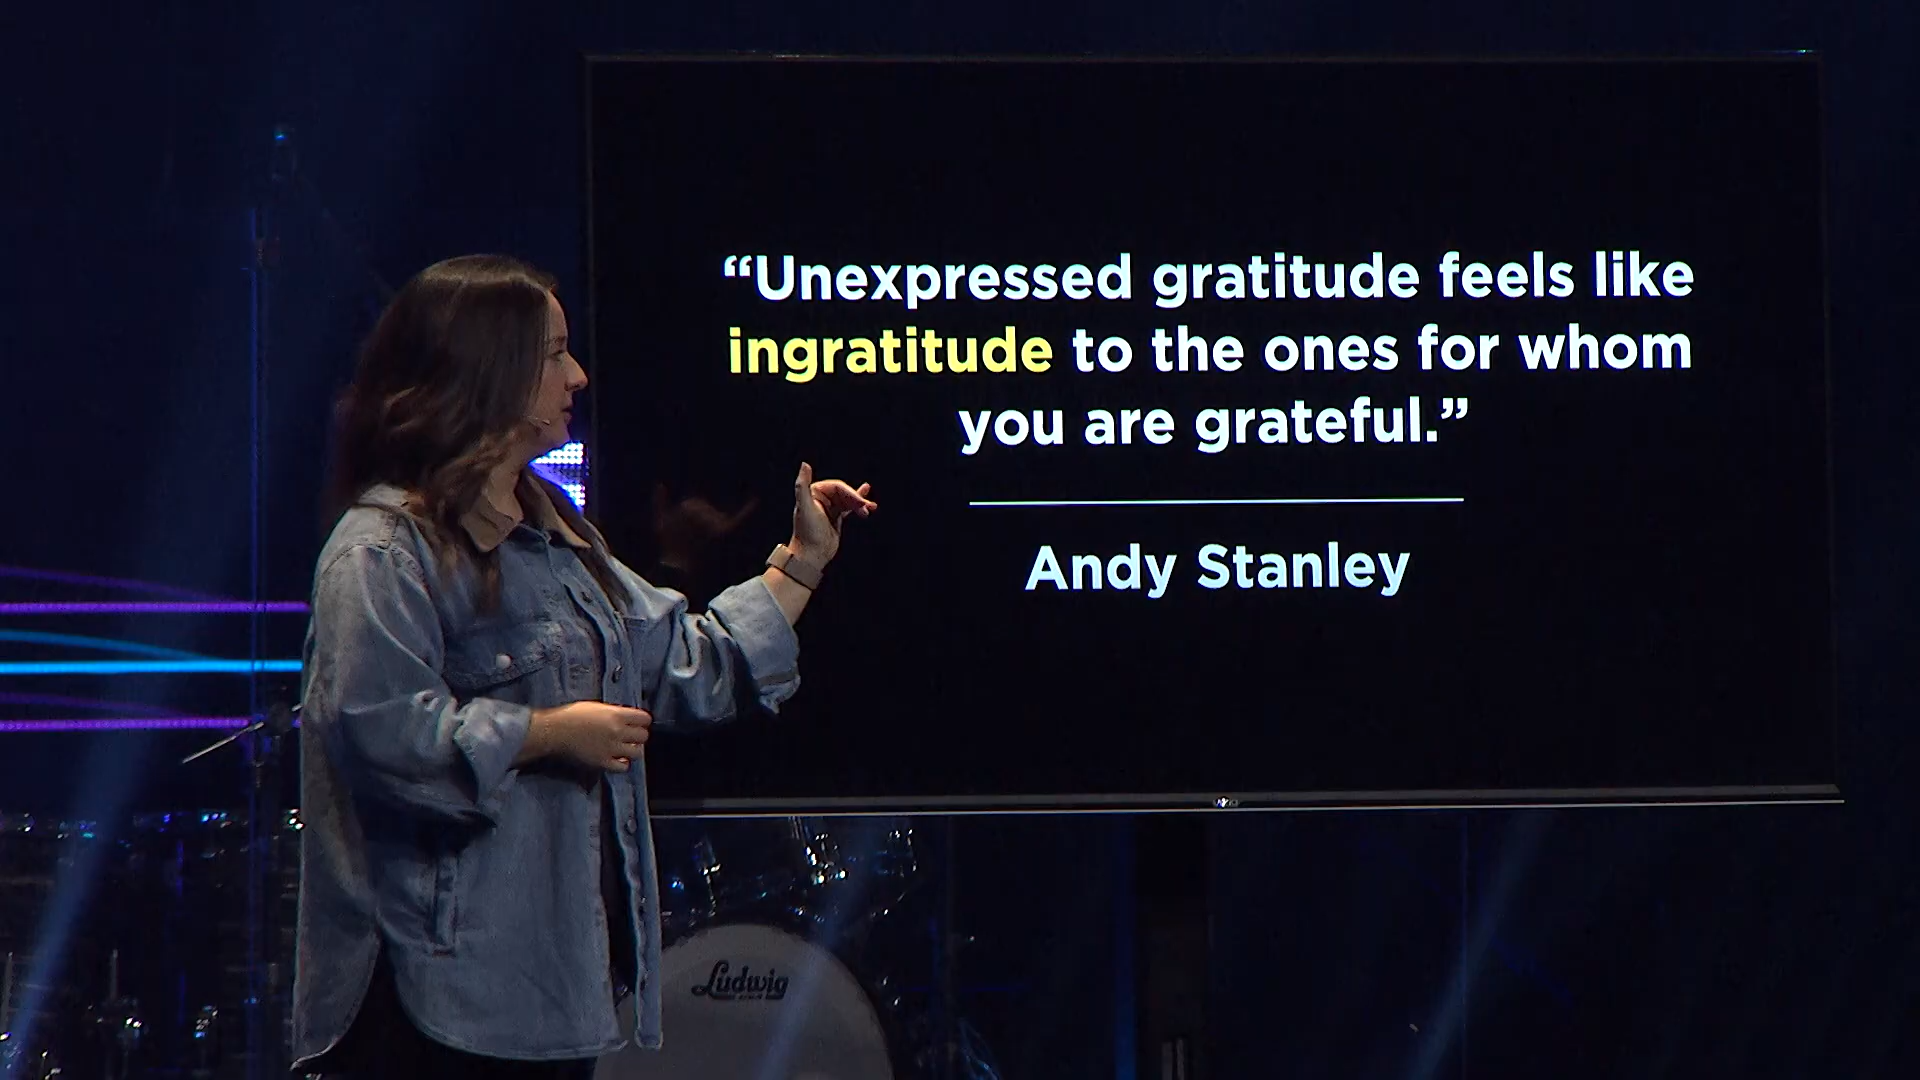 “Unexpressed gratitude feels like
ingratitude to the ones for whom
you are grateful.”
Andy Stanley
Ludwig